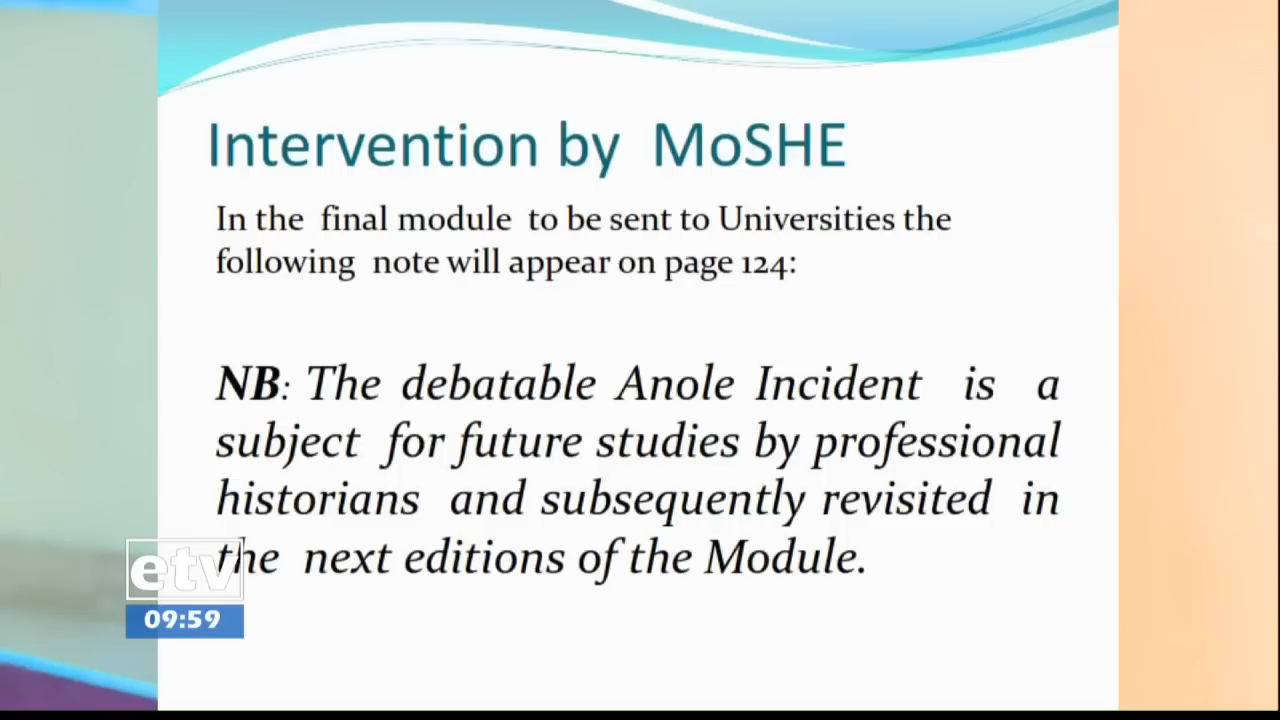 Intervention by MoSHE
In the final module to be sent to Universities the
following note will appear on page 124:
NB: The debatable Anole Incident is a
subject for future studies by professional
historians and subsequently revisited in
the next editions of the Module.
etv
09:59